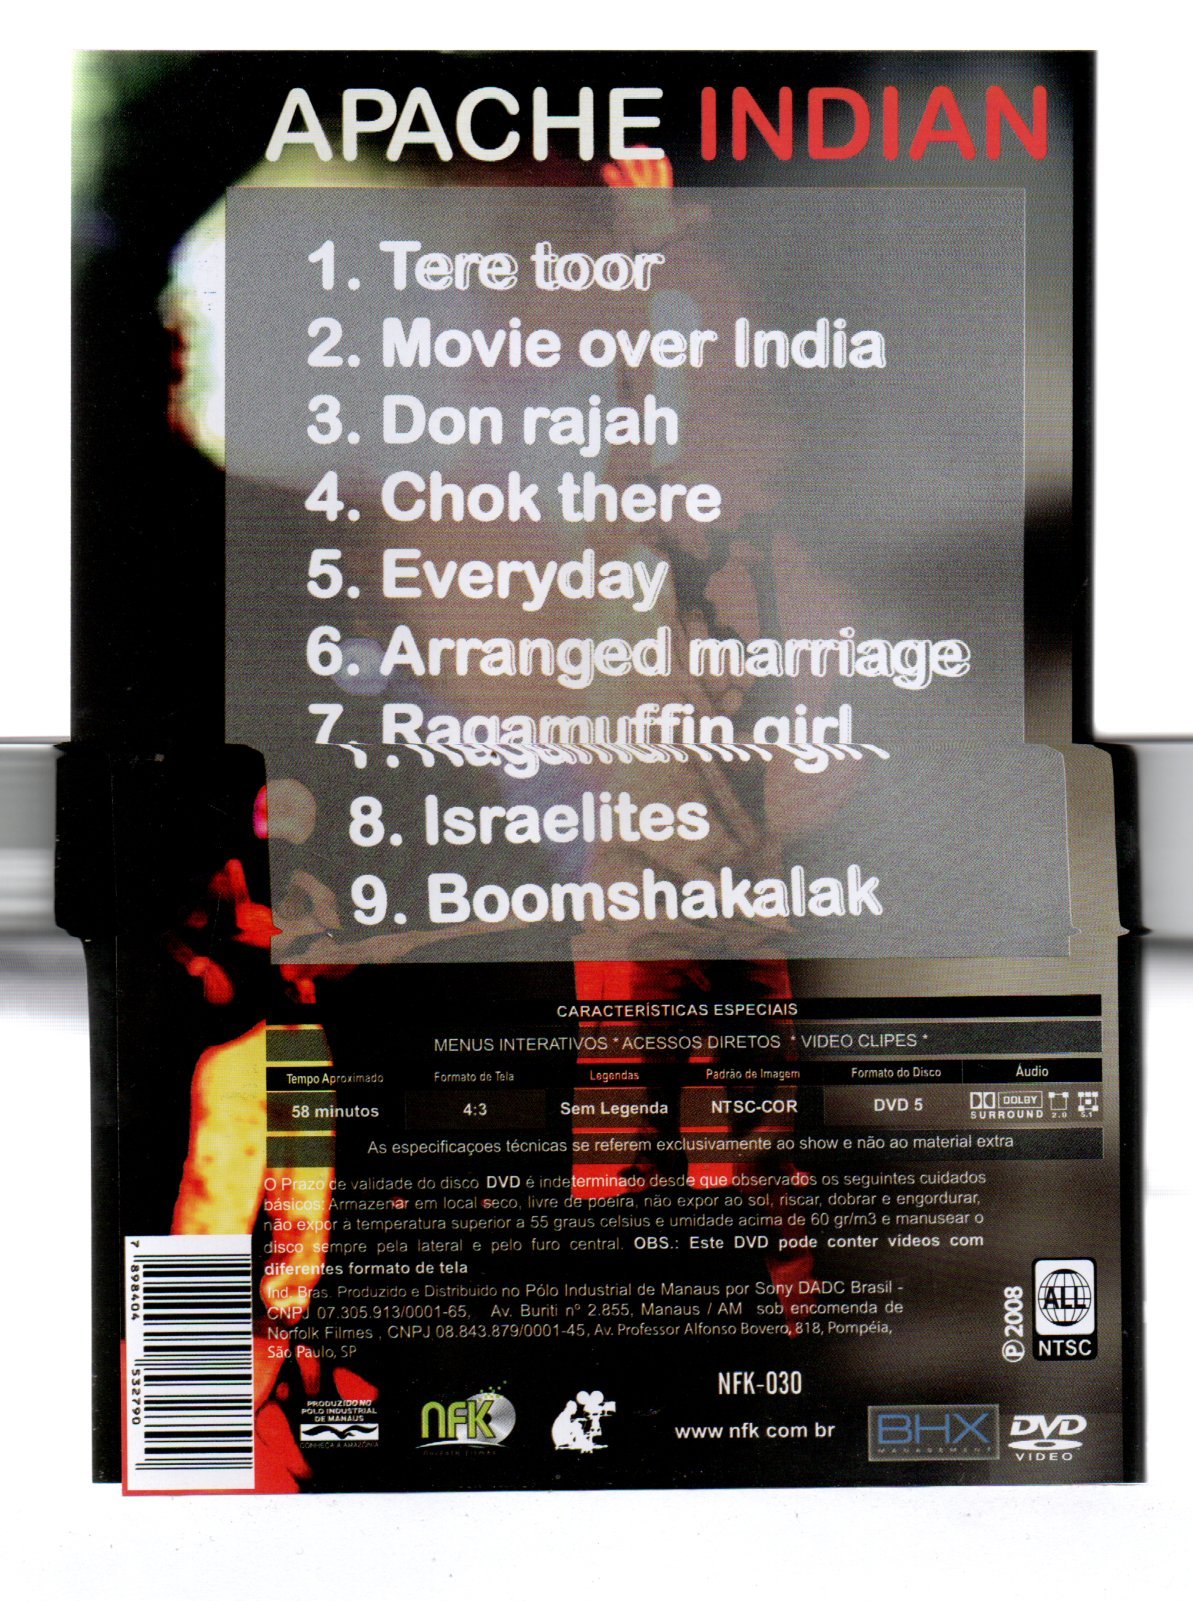 APACHE INDIAN
1. Tere toor
2. Movie over India
3. Don rajah
4. Chok there
5. Everyday
6. Arranged marriage
7. Ragamuffin girl
8. Israelites
9. Boomshakalak
CARACTERÍSTICAS ESPECIAIS
MENUS INTERATIVOS * ACESSOS DIRETOS * VIDEO CLIPES *
Tempo Aproximado Formato de Tela Legendas Padrão de Imagem Formato do Disco Áudio
58 minutos 4:3 Sem Legenda NTSC-COR DVD 5 DOLBY SURROUND 2.0 5.1
As especificaçoes técnicas se referem exclusivamente ao show e não ao material extra
O Prazo de validade do disco DVD é indeterminado desde que observados os seguintes cuidados
básicos: Armazenar em local seco, livre de poeira, não expor ao sol, riscar, dobrar e engordurar,
não expor a temperatura superior a 55 graus celsius e umidade acima de 60 gr/m3 e manusear o
disco sempre pela lateral e pelo furo central. OBS.: Este DVD pode conter vídeos com
diferentes formato de tela
Ind. Bras. Produzido e Distribuido no Pólo Industrial de Manaus por Sony DADC Brasil -
CNPJ 07.305.913/0001-65, Av. Buriti nº 2.855, Manaus / AM sob encomenda de
Norfolk Filmes , CNPJ 08.843.879/0001-45, Av. Professor Alfonso Bovero, 818, Pompéia,
São Paulo, SP
℗2008
ALL
NTSC
7 898404 532790
NFK-030
PRODUZIDO NO
POLO INDUSTRIAL
DE MANAUS
CONHEÇA A AMAZÔNIA
NFK
www nfk com br
BHX
MANAGEMENT
DVD
VIDEO